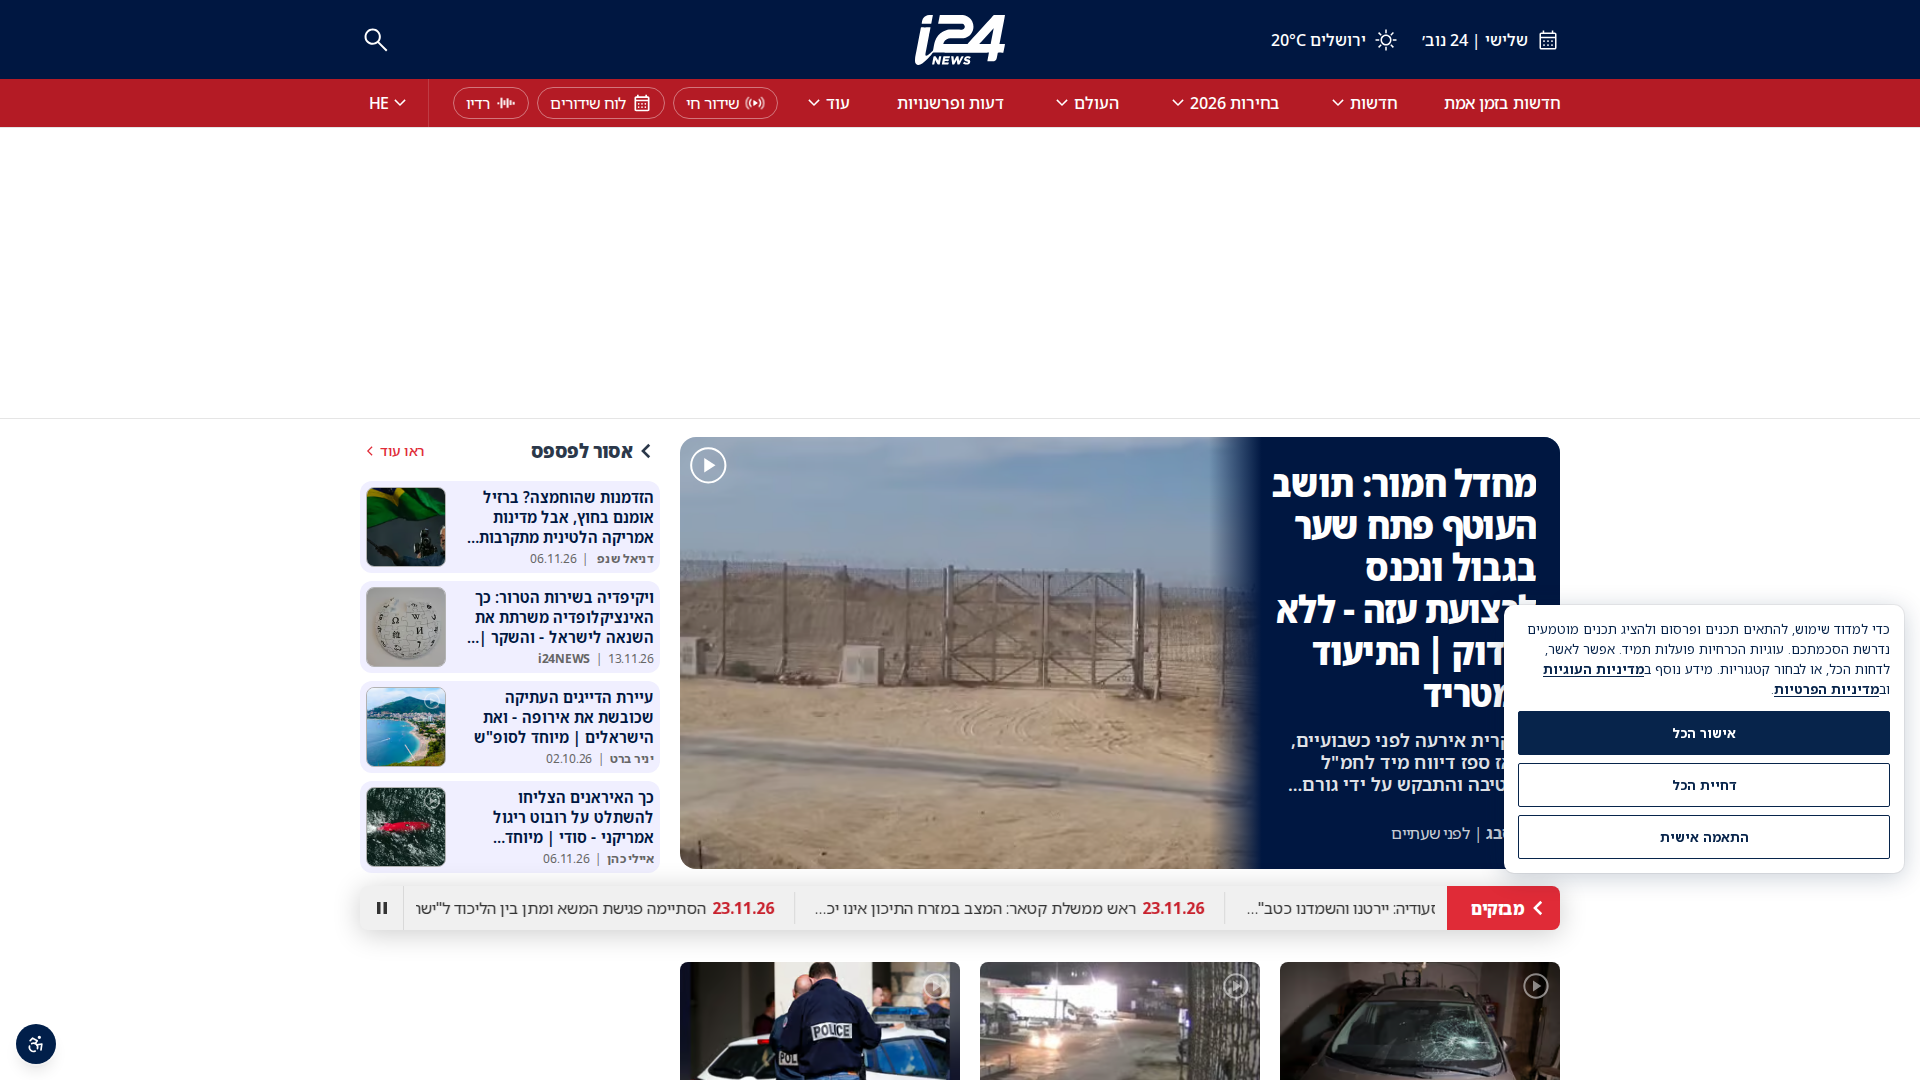 שלישי | 24 נוב׳
ירושלים 20°C
i24
NEWS
חדשות בזמן אמת
חדשות
בחירות 2026
העולם
דעות ופרשנויות
עוד
שידור חי
לוח שידורים
רדיו
HE
מחדל חמור: תושב
העוטף פתח שער
בגבול ונכנס
לרצועת עזה - ללא
| התיעוד
לפני כשבועיים,
ספז דיווח מיד לחמ"ל
והתבקש על ידי גורם...
| לפני שעתיים
אסור לפספס
ראו עוד
הזדמנות שהוחמצה? ברזיל
אומנם בחוץ, אבל מדינות
אמריקה הלטינית מתקרבות...
דניאל שנפ | 06.11.26
ויקיפדיה בשירות הטרור: כך
האינציקלופדיה משרתת את
השנאה לישראל - והשקר |...
i24NEWS | 13.11.26
עיירת הדייגים העתיקה
שכובשת את אירופה - ואת
הישראלים | מיוחד לסופ"ש
יניר ברט | 02.10.26
כך האיראנים הצליחו
להשתלט על רובוט ריגול
אמריקני - סודי | מיוחד...
איילי כהן | 06.11.26
כדי למדוד שימוש, להתאים תכנים ופרסום ולהציג תכנים מוטמעים
נדרשת הסכמתכם. עוגיות הכרחיות פועלות תמיד. אפשר לאשר,
לדחות הכל, או לבחור קטגוריות. מידע נוסף במדיניות העוגיות
ובמדיניות הפרטיות.
אישור הכל
דחיית הכל
התאמה אישית
מבזקים
יירטנו והשמדנו כטב"...
23.11.26 ראש ממשלת קטאר: המצב במזרח התיכון אינו יכ...
23.11.26 הסתיימה פגישת המשא ומתן בין הליכוד ל"ישר
POLICE